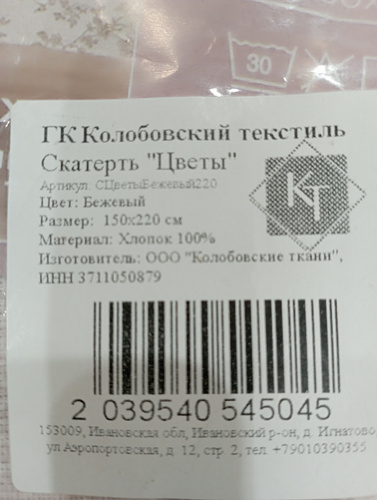 30
ГК Колобовский текстиль
Скатерть "Цветы"
Артикул: СЦветыБежевый220
Цвет: Бежевый
Размер: 150х220 см
Материал: Хлопок 100%
Изготовитель: ООО "Колобовские ткани",
ИНН 3711050879
КТ
2 039540 545045
153009, Ивановская обл, Ивановский р-он, д. Игнатово
ул Аэропортовская, д. 12, стр. 2, тел. +79010390355